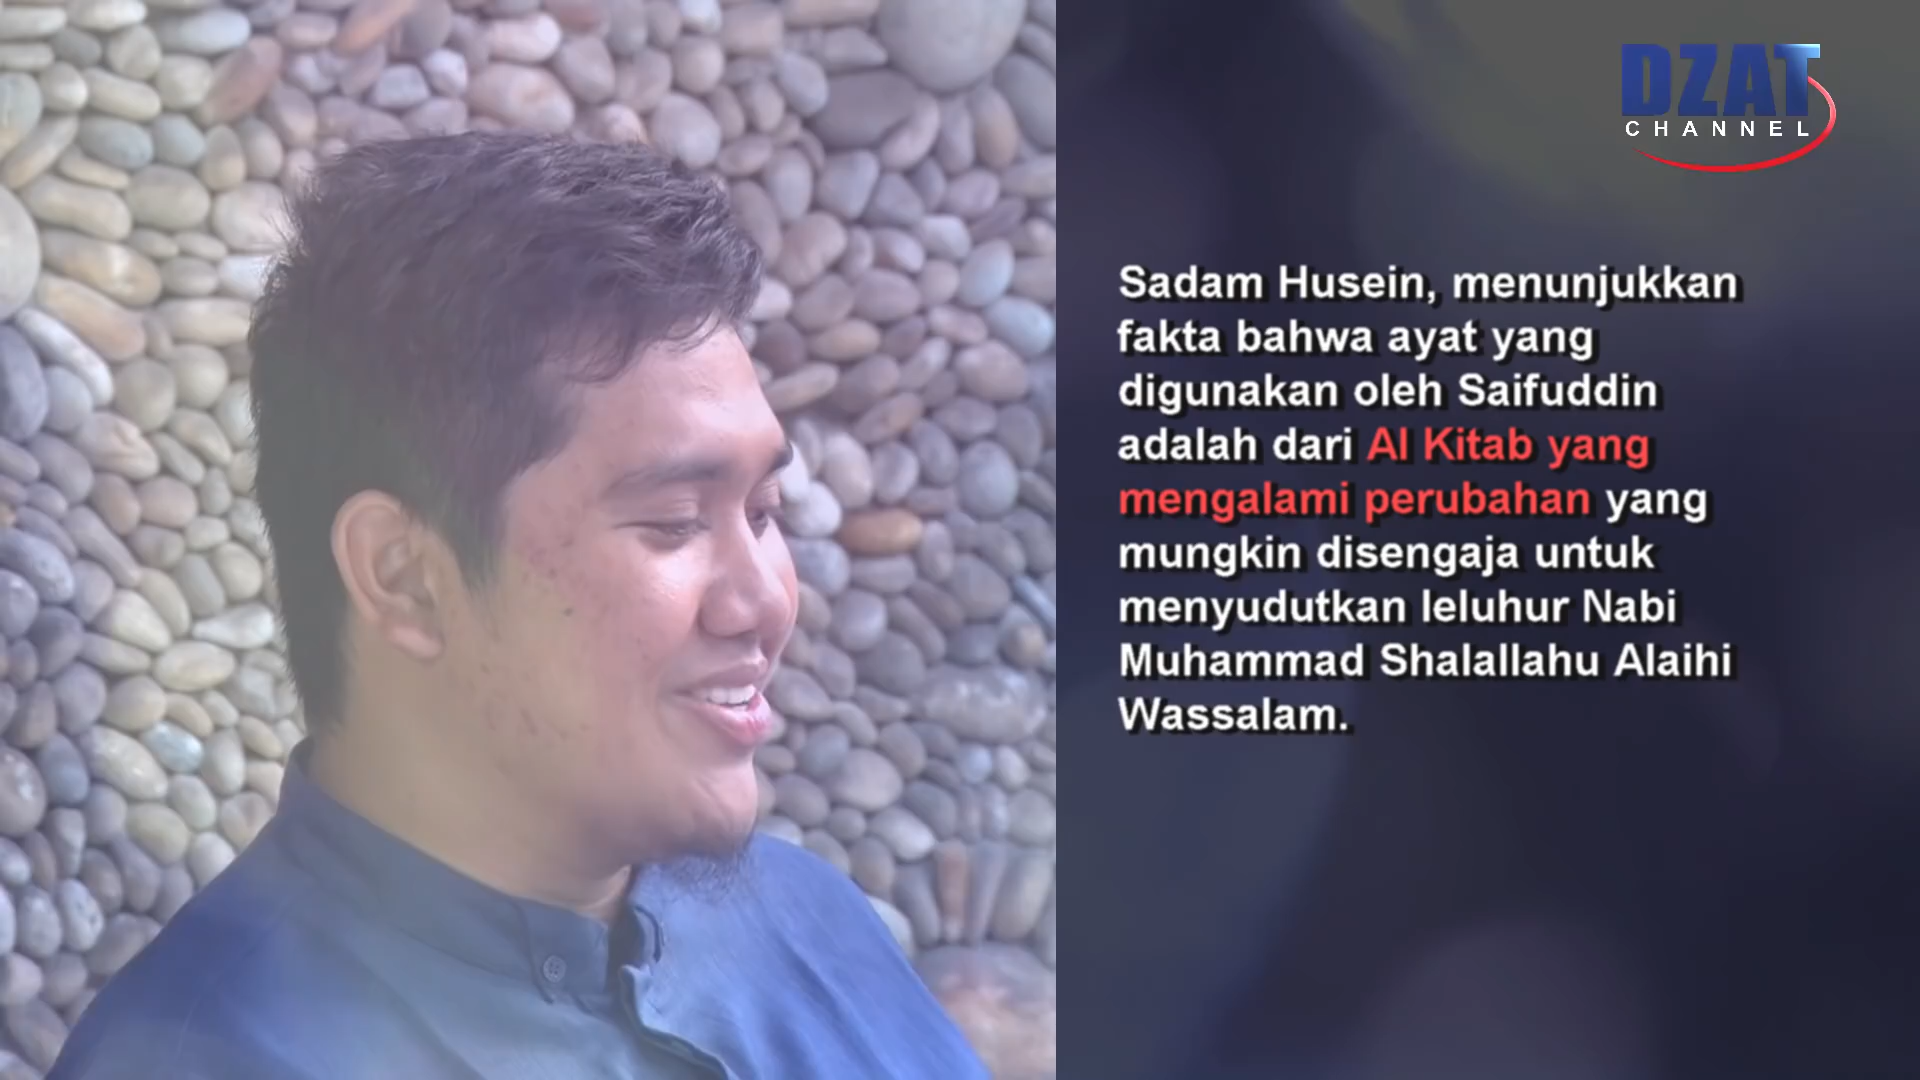 DZAT
CHANNEL
Sadam Husein, menunjukkan
fakta bahwa ayat yang
digunakan oleh Saifuddin
adalah dari Al Kitab yang
mengalami perubahan yang
mungkin disengaja untuk
menyudutkan leluhur Nabi
Muhammad Shalallahu Alaihi
Wassalam.